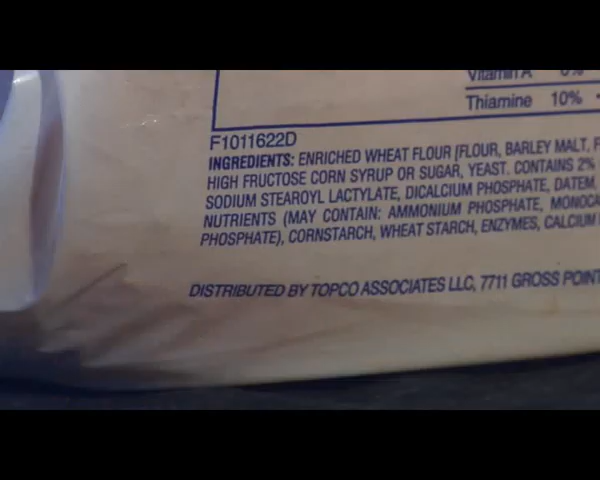 Vitamin A 0%
Thiamine 10% •
F1011622D
INGREDIENTS: ENRICHED WHEAT FLOUR [FLOUR, BARLEY MALT, F
HIGH FRUCTOSE CORN SYRUP OR SUGAR, YEAST. CONTAINS 2%
SODIUM STEAROYL LACTYLATE, DICALCIUM PHOSPHATE, DATEM,
NUTRIENTS (MAY CONTAIN: AMMONIUM PHOSPHATE, MONOCA
PHOSPHATE), CORNSTARCH, WHEAT STARCH, ENZYMES, CALCIUM
DISTRIBUTED BY TOPCO ASSOCIATES LLC, 7711 GROSS POINT